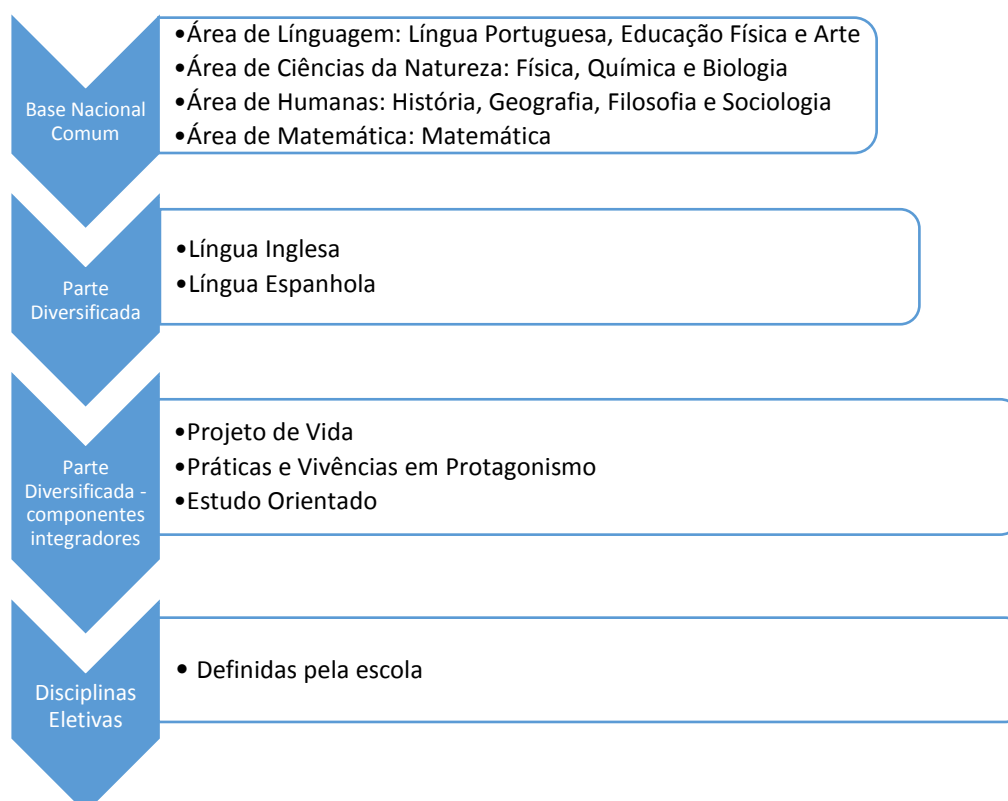 Base Nacional
Comum
•Área de Línguagem: Língua Portuguesa, Educação Física e Arte
•Área de Ciências da Natureza: Física, Química e Biologia
•Área de Humanas: História, Geografia, Filosofia e Sociologia
•Área de Matemática: Matemática
Parte
Diversificada
•Língua Inglesa
•Língua Espanhola
Parte
Diversificada -
componentes
integradores
•Projeto de Vida
•Práticas e Vivências em Protagonismo
•Estudo Orientado
Disciplinas
Eletivas
• Definidas pela escola